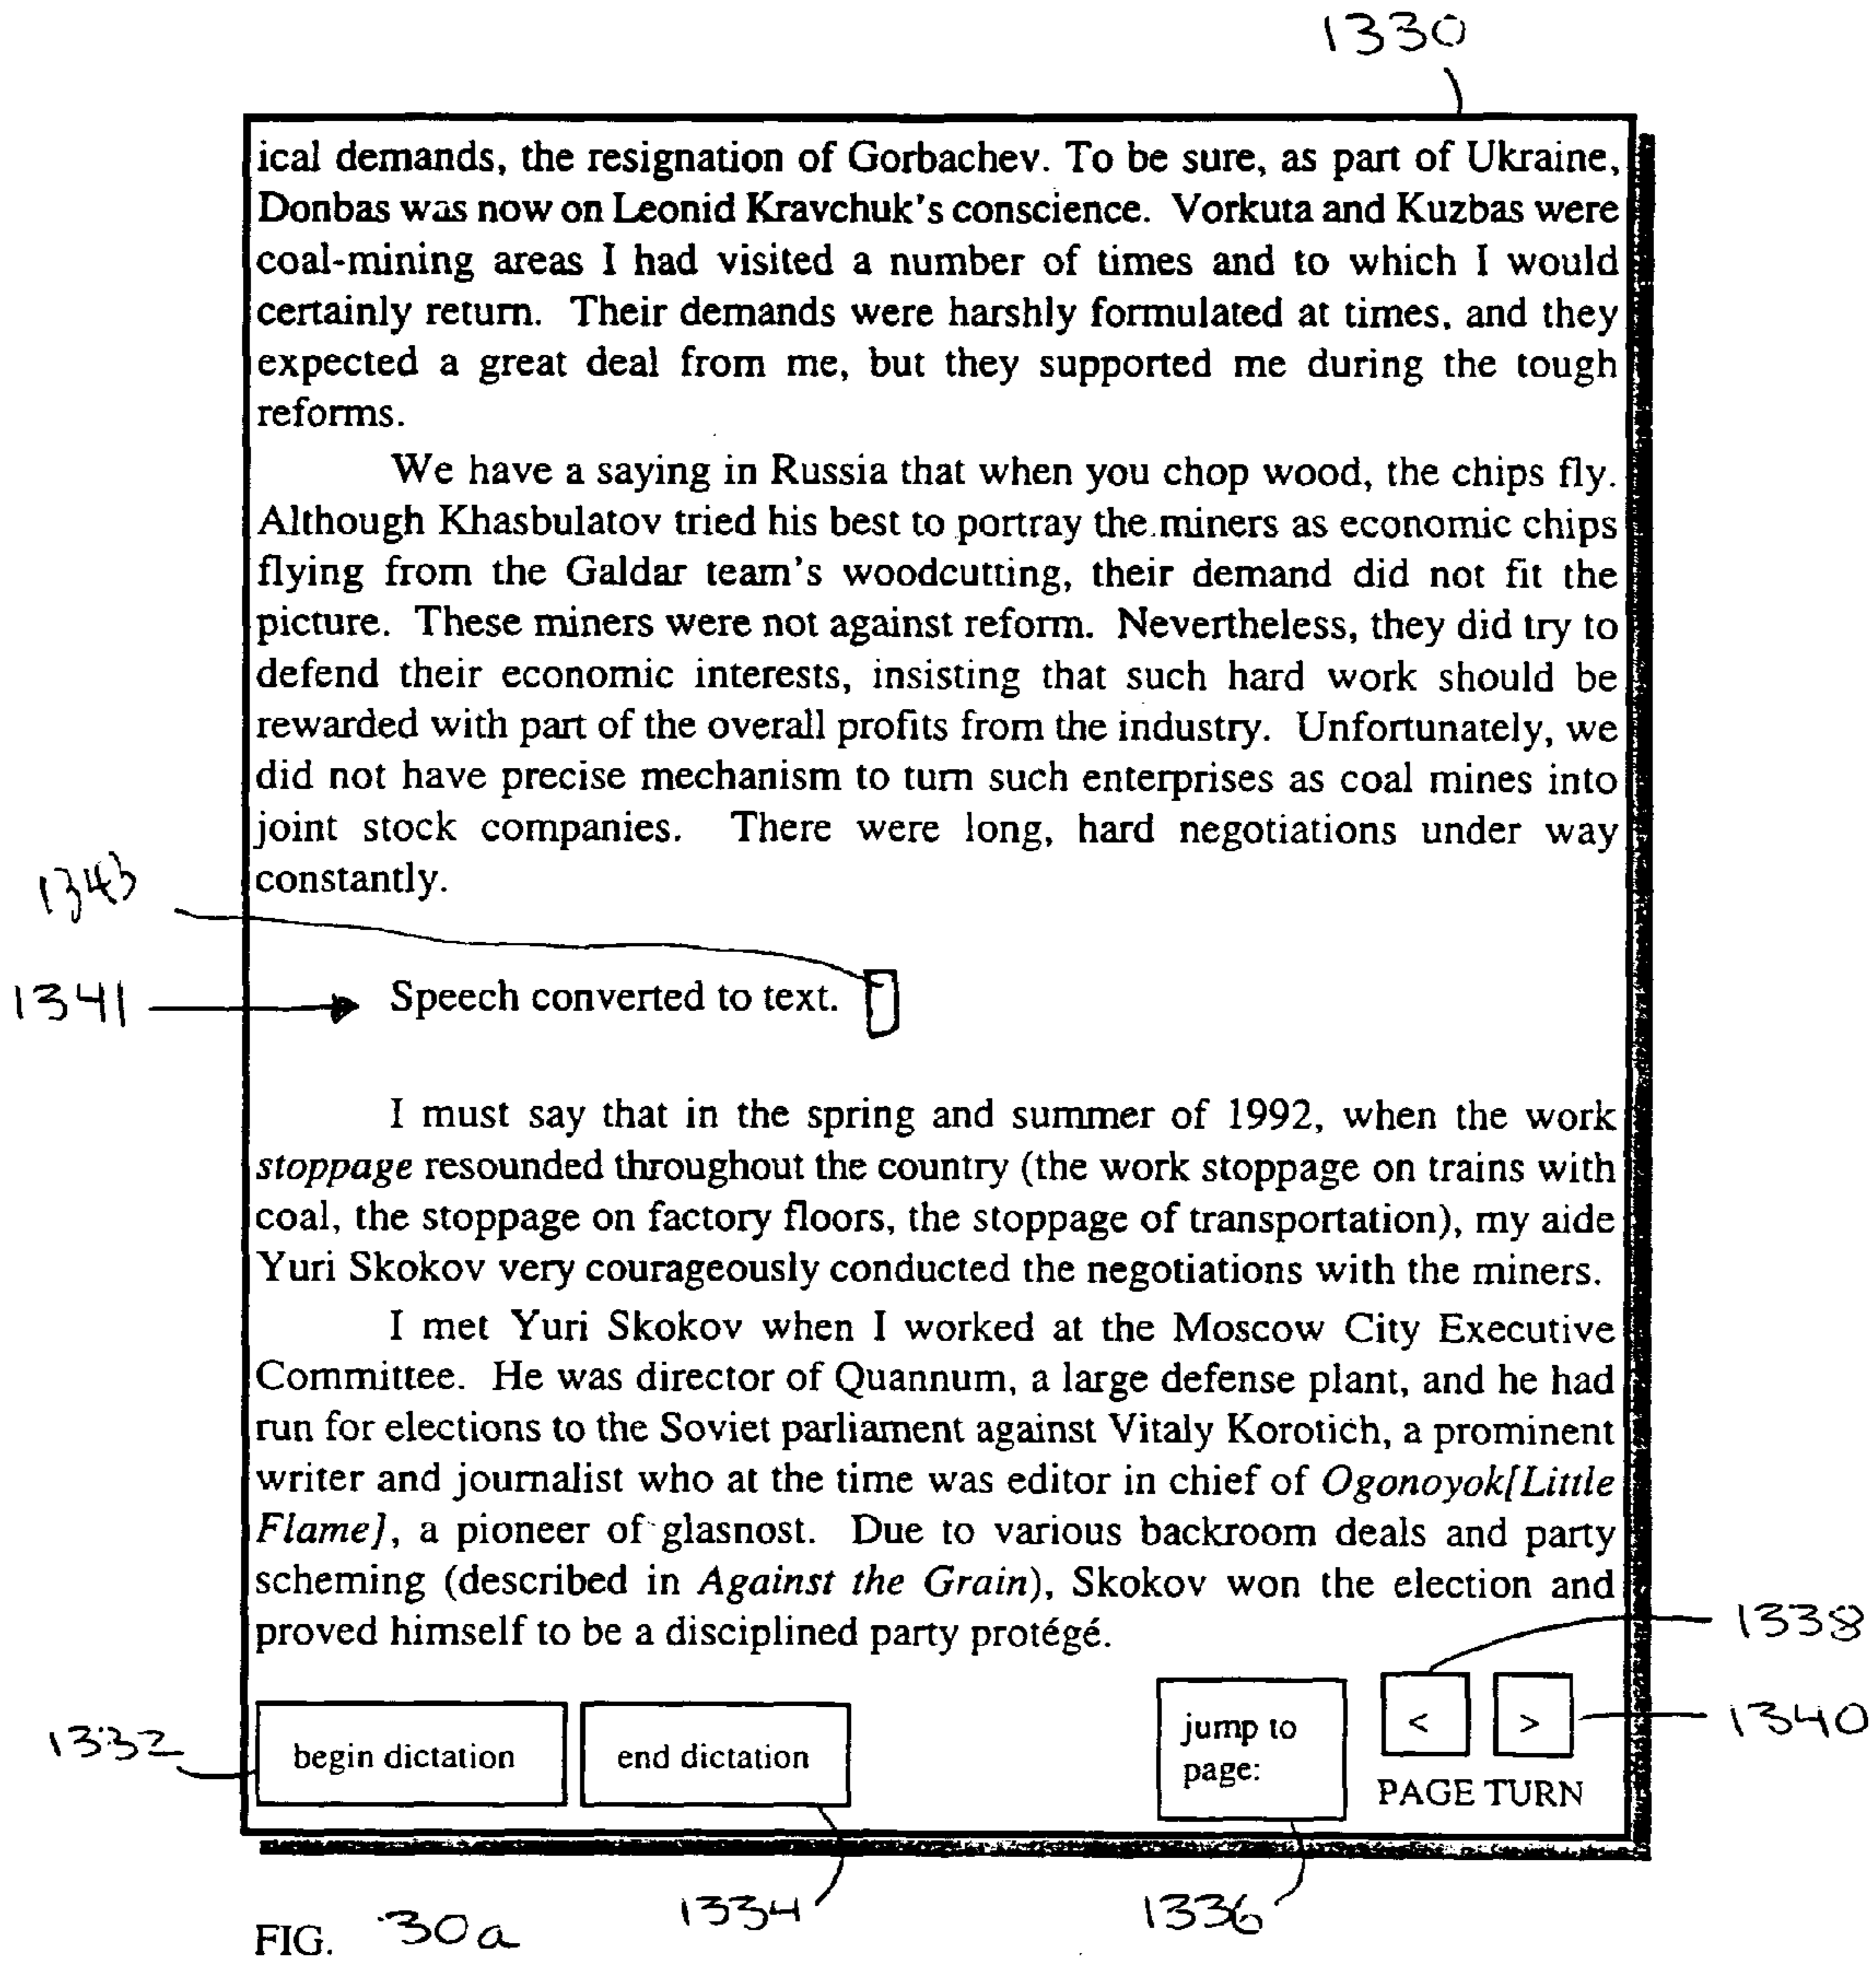 1330
ical demands, the resignation of Gorbachev. To be sure, as part of Ukraine,
Donbas was now on Leonid Kravchuk's conscience. Vorkuta and Kuzbas were
coal-mining areas I had visited a number of times and to which I would
certainly return. Their demands were harshly formulated at times, and they
expected a great deal from me, but they supported me during the tough
reforms.
We have a saying in Russia that when you chop wood, the chips fly.
Although Khasbulatov tried his best to portray the miners as economic chips
flying from the Galdar team's woodcutting, their demand did not fit the
picture. These miners were not against reform. Nevertheless, they did try to
defend their economic interests, insisting that such hard work should be
rewarded with part of the overall profits from the industry. Unfortunately, we
did not have precise mechanism to turn such enterprises as coal mines into
joint stock companies. There were long, hard negotiations under way
constantly.
1343
1341
Speech converted to text.
I must say that in the spring and summer of 1992, when the work
stoppage resounded throughout the country (the work stoppage on trains with
coal, the stoppage on factory floors, the stoppage of transportation), my aide
Yuri Skokov very courageously conducted the negotiations with the miners.
I met Yuri Skokov when I worked at the Moscow City Executive
Committee. He was director of Quannum, a large defense plant, and he had
run for elections to the Soviet parliament against Vitaly Korotich, a prominent
writer and journalist who at the time was editor in chief of Ogonoyok[Little
Flame], a pioneer of glasnost. Due to various backroom deals and party
scheming (described in Against the Grain), Skokov won the election and
proved himself to be a disciplined party protégé.
1338
1332
begin dictation
end dictation
jump to
page:
<
>
1340
PAGE TURN
1334
1336
FIG. 30a